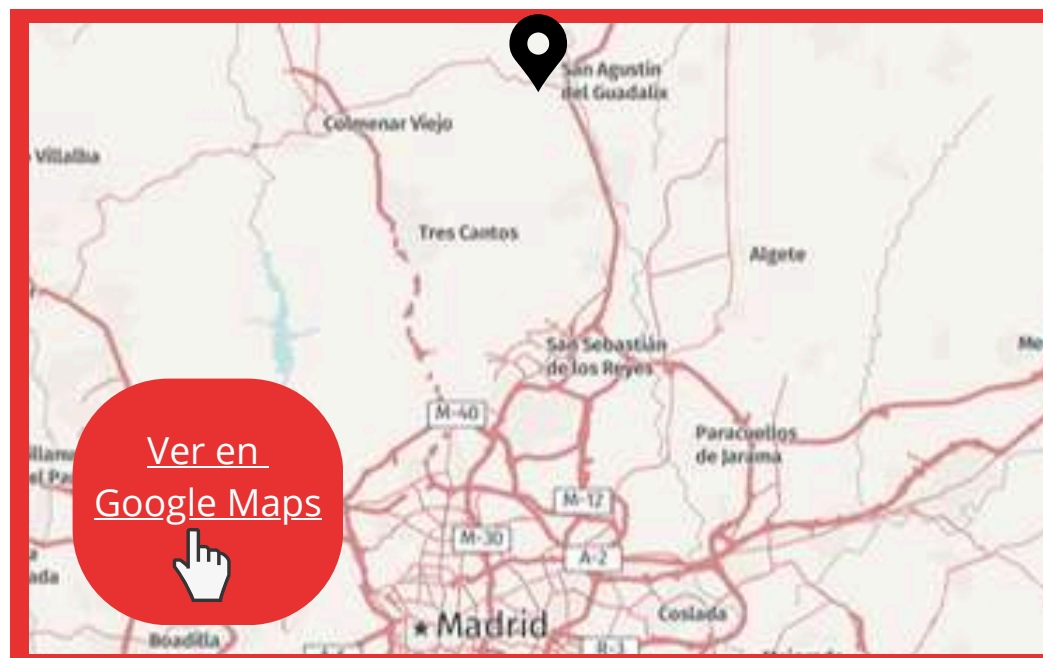 San Agustín
del Guadalix
Colmenar Viejo
Villalba
Tres Cantos
Algete
San Sebastián
de los Reyes
M-40
Paracuellos
de Jarama
Ver en
Google Maps
M-12
M-30
A-2
Madrid
Coslada
Boadilla